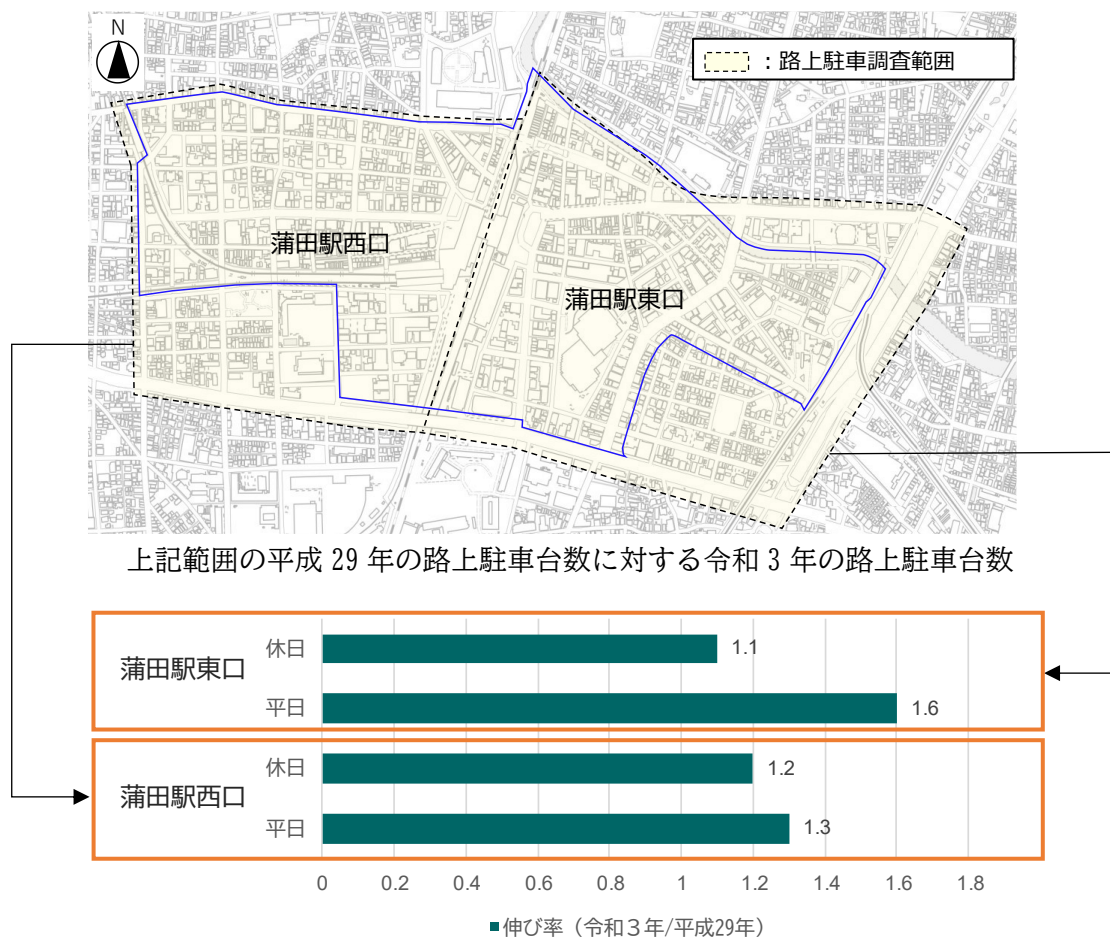 N
：路上駐車調査範囲
蒲田駅西口
蒲田駅東口
上記範囲の平成 29 年の路上駐車台数に対する令和 3 年の路上駐車台数
蒲田駅東口
休日
1.1
平日
1.6
蒲田駅西口
休日
1.2
平日
1.3
0 0.2 0.4 0.6 0.8 1 1.2 1.4 1.6 1.8
■伸び率（令和３年/平成29年）